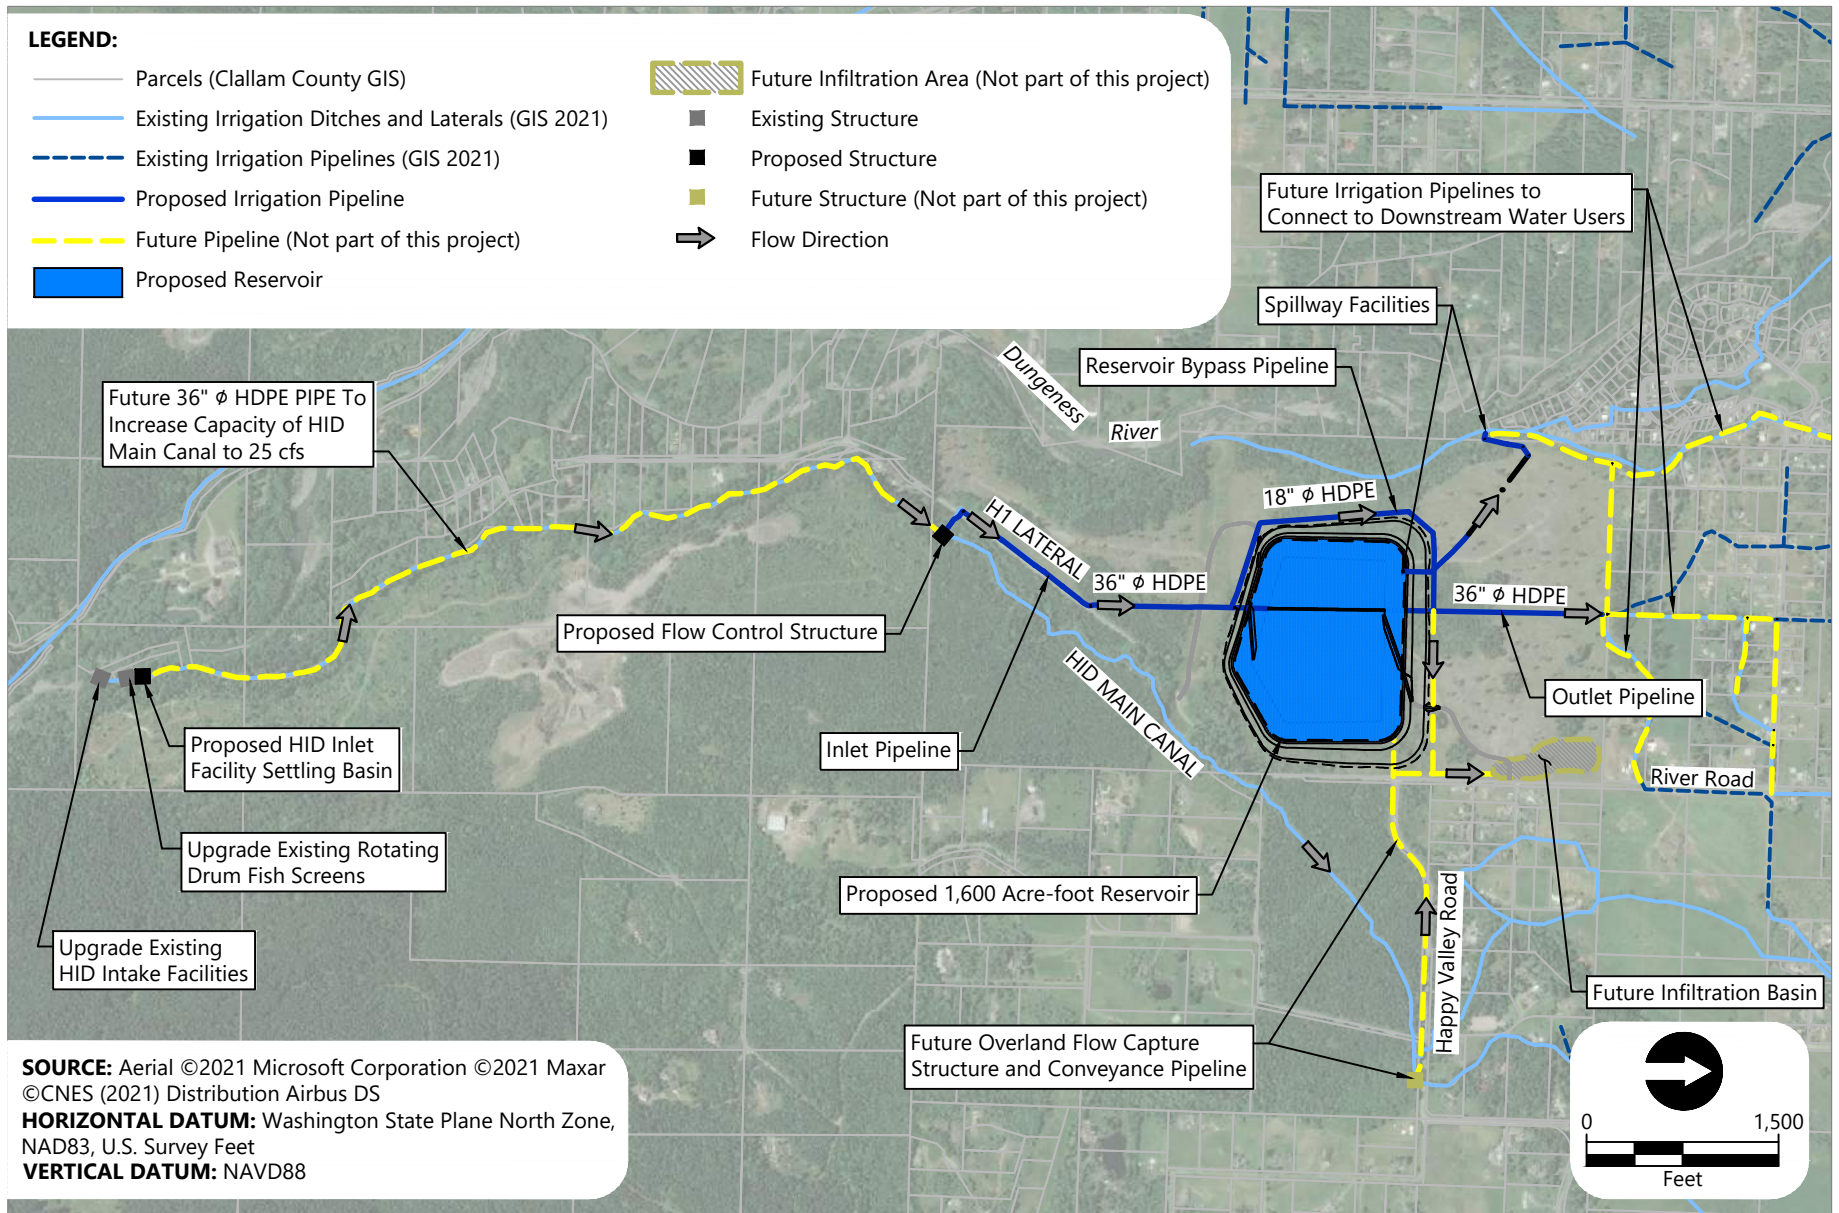 LEGEND:
Parcels (Clallam County GIS)
Existing Irrigation Ditches and Laterals (GIS 2021)
Existing Irrigation Pipelines (GIS 2021)
Proposed Irrigation Pipeline
Future Pipeline (Not part of this project)
Proposed Reservoir
Future Infiltration Area (Not part of this project)
Existing Structure
Proposed Structure
Future Structure (Not part of this project)
Flow Direction
Future Irrigation Pipelines to
Connect to Downstream Water Users
Spillway Facilities
Reservoir Bypass Pipeline
Dungeness
River
Future 36" ϕ HDPE PIPE To
Increase Capacity of HID
Main Canal to 25 cfs
18" ϕ HDPE
H1 LATERAL
36" ϕ HDPE
36" ϕ HDPE
Proposed Flow Control Structure
HID MAIN CANAL
Outlet Pipeline
Inlet Pipeline
Proposed HID Inlet
Facility Settling Basin
River Road
Upgrade Existing Rotating
Drum Fish Screens
Proposed 1,600 Acre-foot Reservoir
Happy Valley Road
Upgrade Existing
HID Intake Facilities
Future Infiltration Basin
Future Overland Flow Capture
Structure and Conveyance Pipeline
SOURCE: Aerial ©2021 Microsoft Corporation ©2021 Maxar
©CNES (2021) Distribution Airbus DS
HORIZONTAL DATUM: Washington State Plane North Zone,
NAD83, U.S. Survey Feet
VERTICAL DATUM: NAVD88
0 1,500
Feet